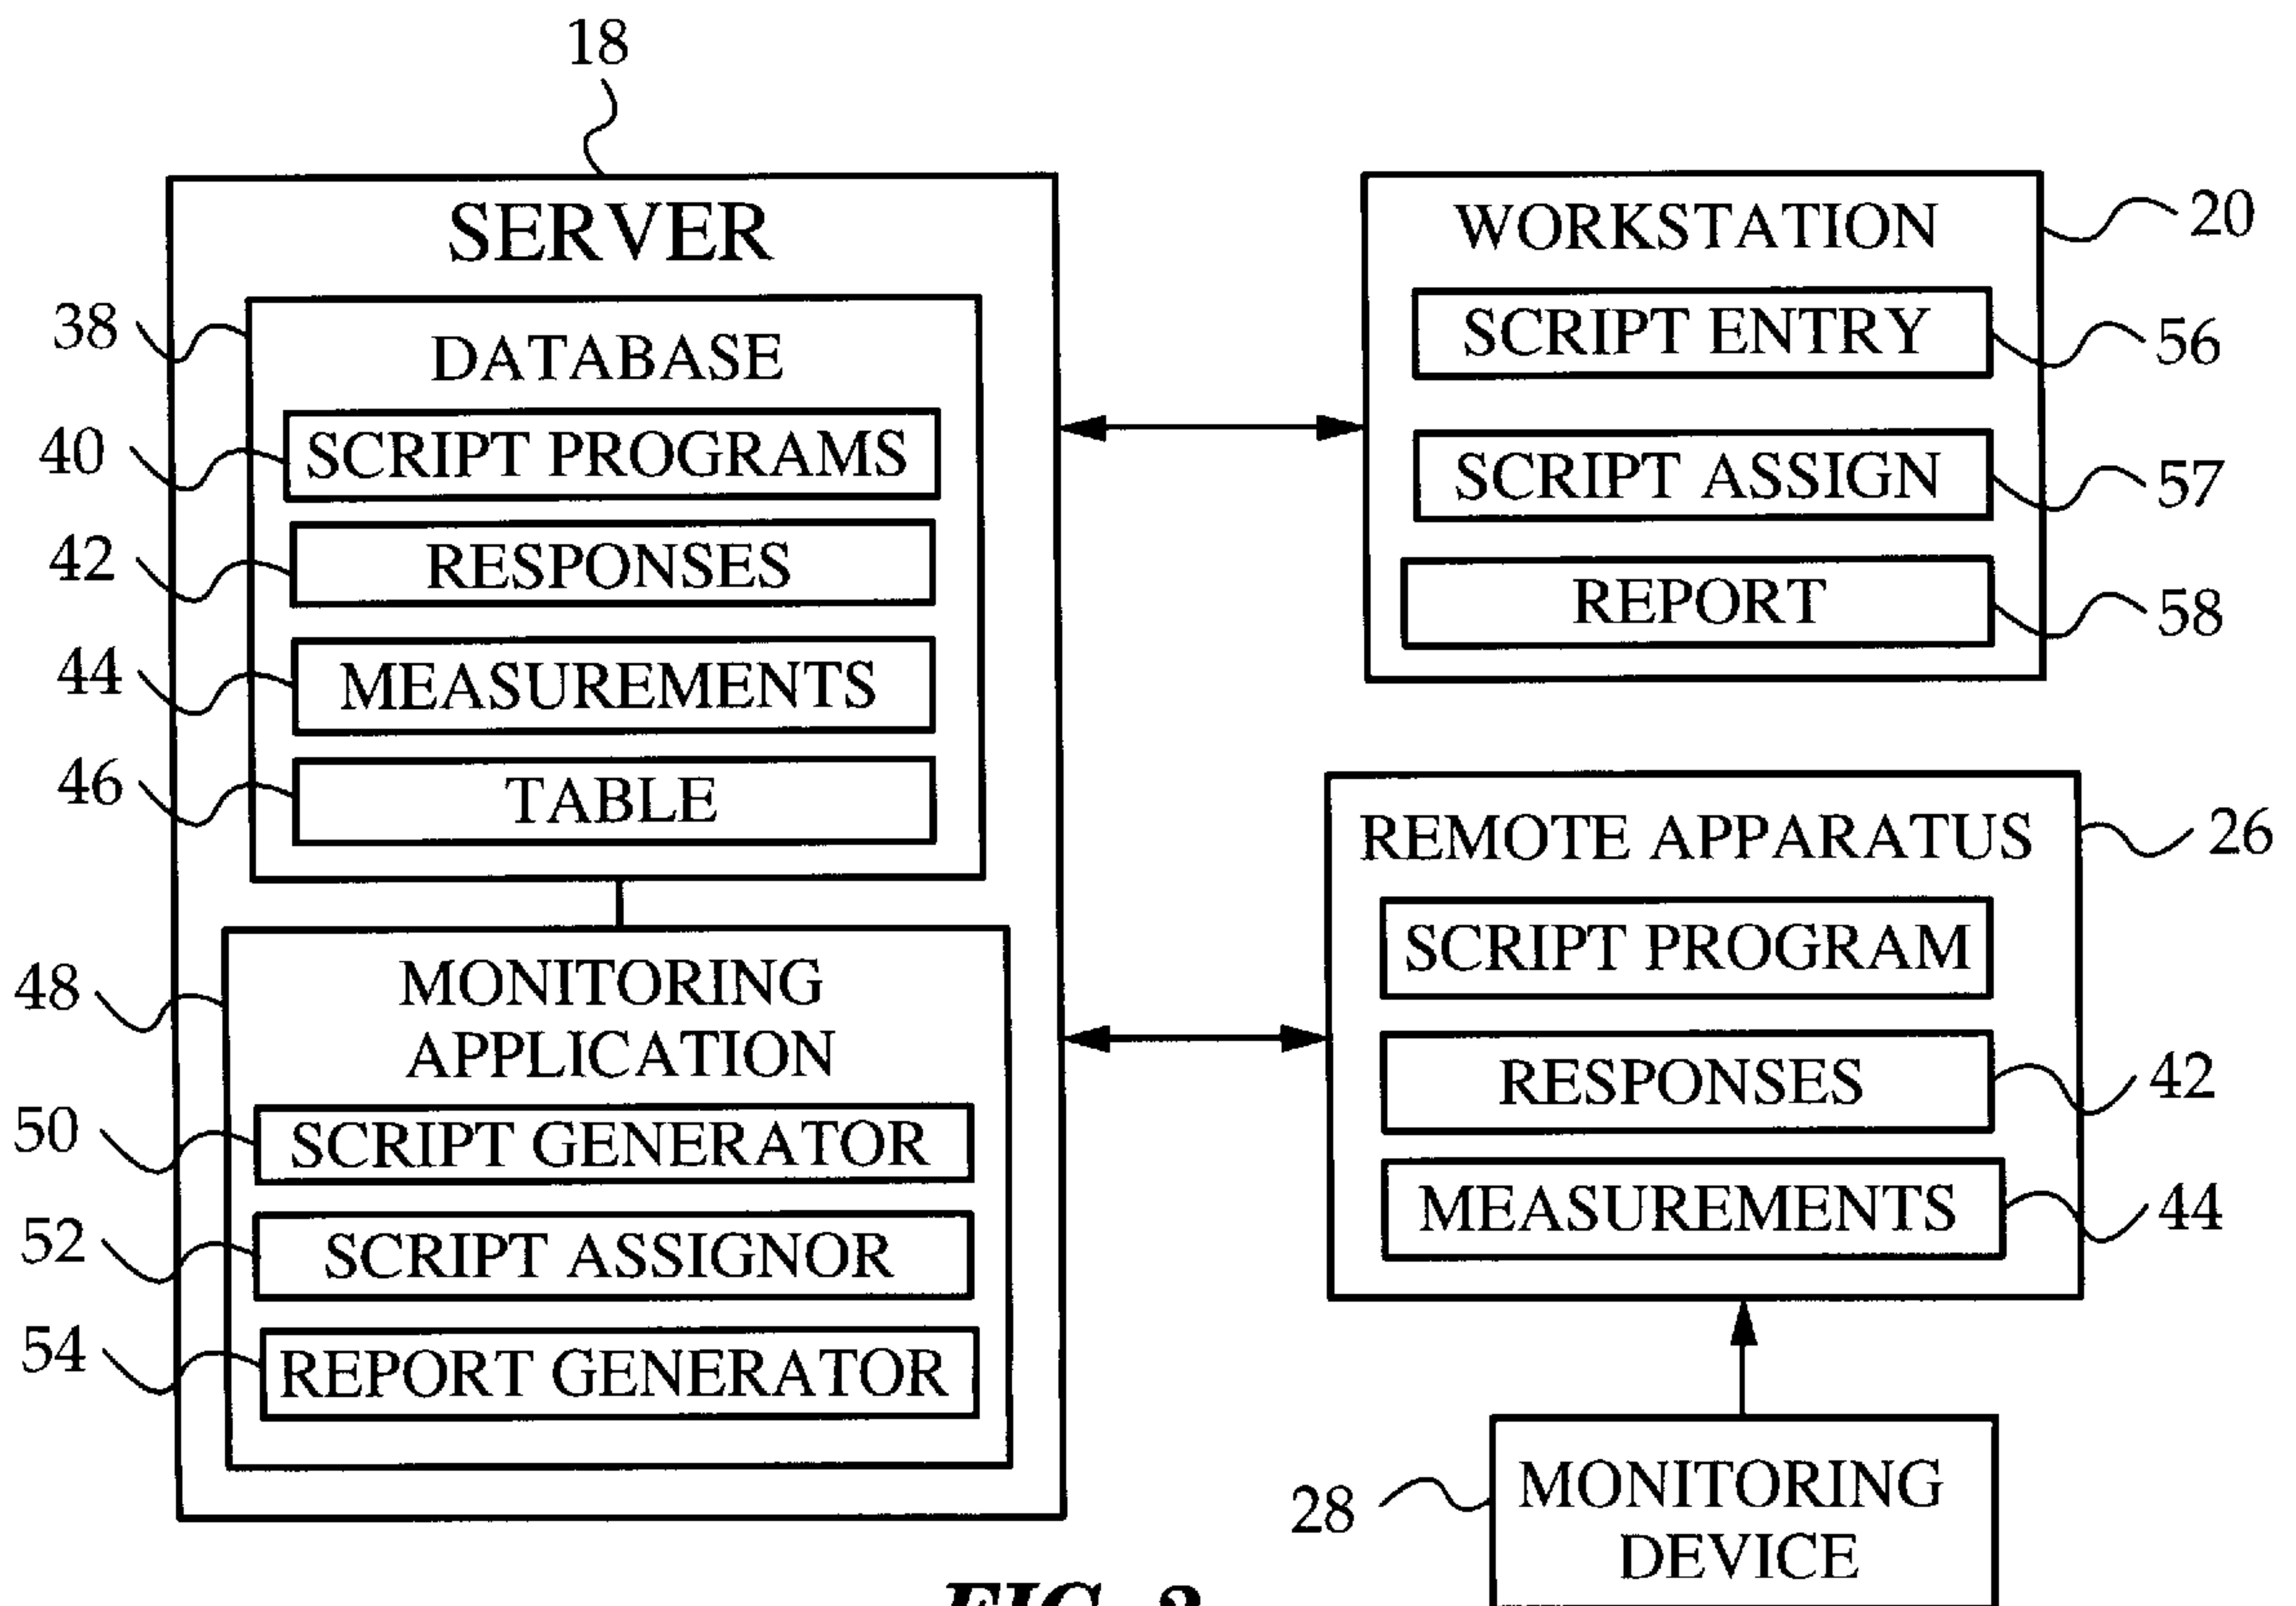 18
SERVER
38
DATABASE
40
SCRIPT PROGRAMS
42
RESPONSES
44
MEASUREMENTS
46
TABLE
48
MONITORING
APPLICATION
50
SCRIPT GENERATOR
52
SCRIPT ASSIGNOR
54
REPORT GENERATOR
WORKSTATION
20
SCRIPT ENTRY
56
SCRIPT ASSIGN
57
REPORT
58
REMOTE APPARATUS
26
SCRIPT PROGRAM
RESPONSES
42
MEASUREMENTS
44
28
MONITORING
DEVICE